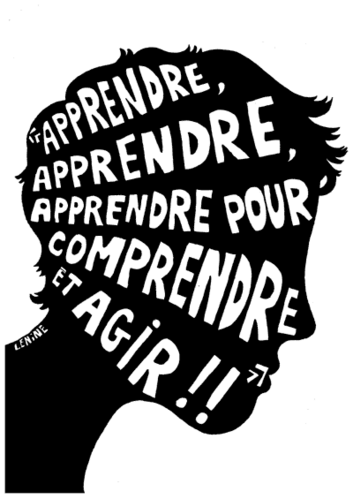 «APPRENDRE,
APPRENDRE,
APPRENDRE POUR
COMPRENDRE
ET
AGiR.!!»
LENiNE